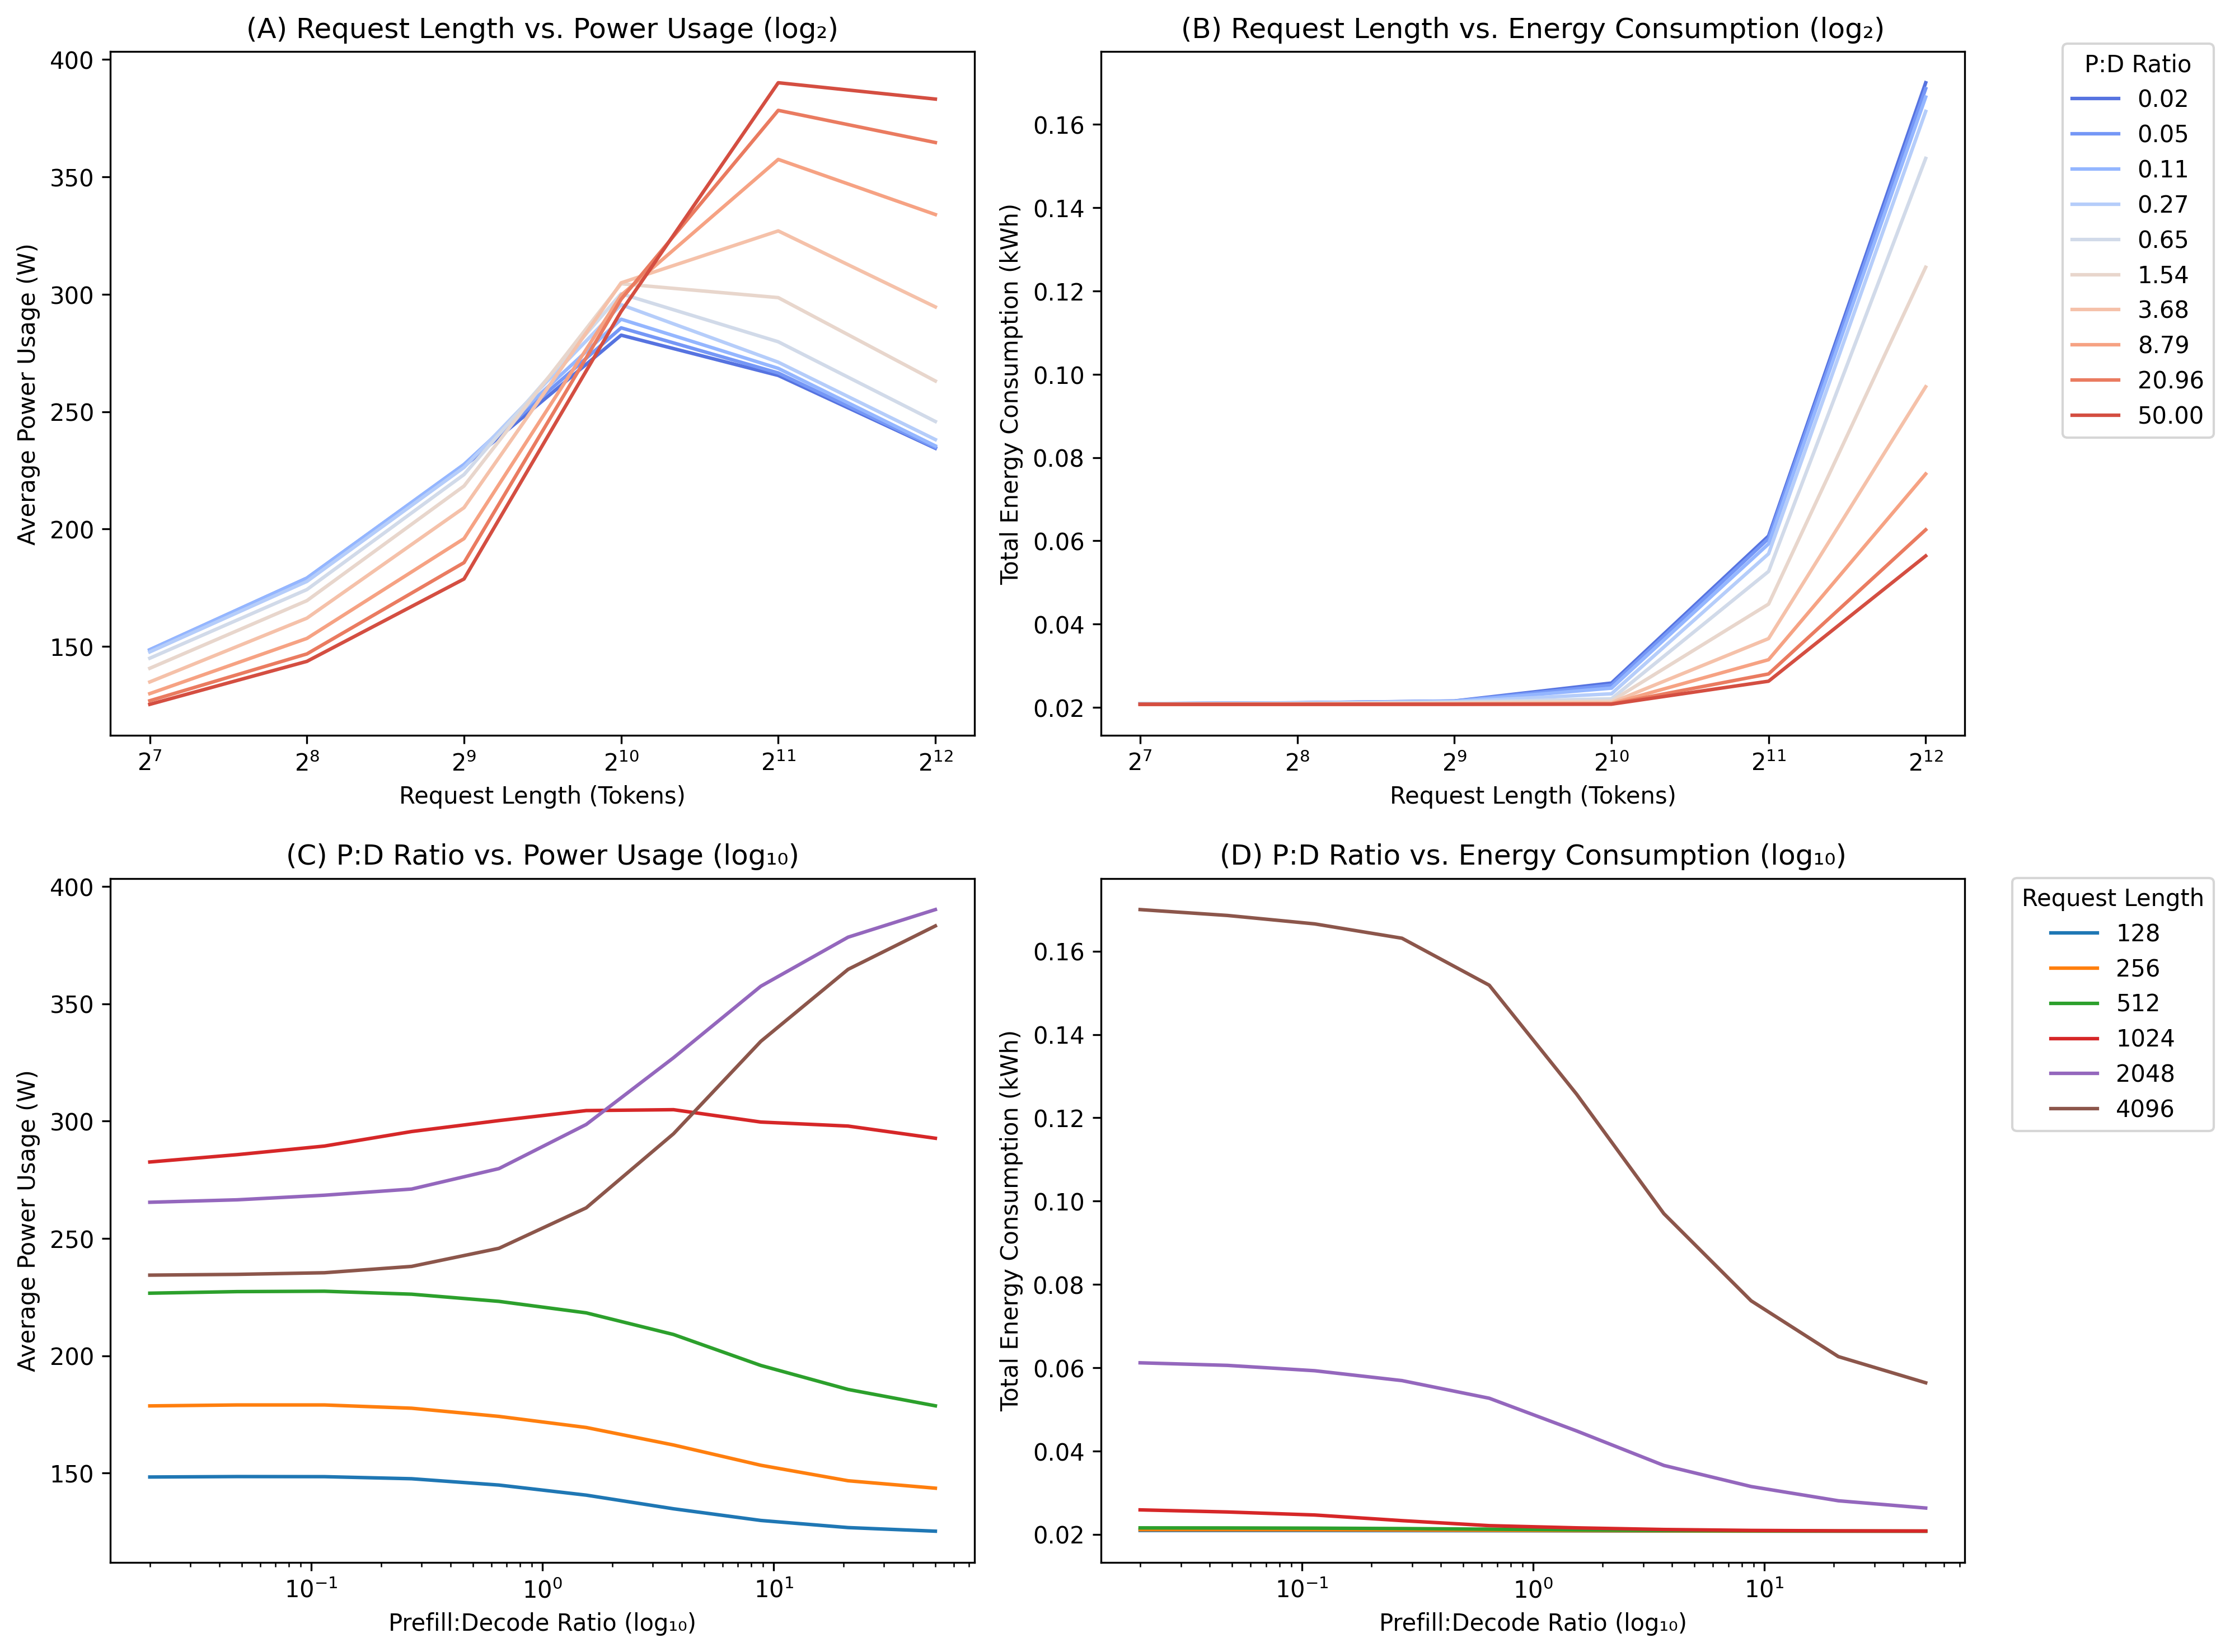 (A) Request Length vs. Power Usage (log₂)
400
350
300
250
200
150
Average Power Usage (W)
2⁷ 2⁸ 2⁹ 2¹⁰ 2¹¹ 2¹²
Request Length (Tokens)
(B) Request Length vs. Energy Consumption (log₂)
0.16
0.14
0.12
0.10
0.08
0.06
0.04
0.02
Total Energy Consumption (kWh)
2⁷ 2⁸ 2⁹ 2¹⁰ 2¹¹ 2¹²
Request Length (Tokens)
P:D Ratio
0.02
0.05
0.11
0.27
0.65
1.54
3.68
8.79
20.96
50.00
(C) P:D Ratio vs. Power Usage (log₁₀)
400
350
300
250
200
150
Average Power Usage (W)
10⁻¹ 10⁰ 10¹
Prefill:Decode Ratio (log₁₀)
(D) P:D Ratio vs. Energy Consumption (log₁₀)
0.16
0.14
0.12
0.10
0.08
0.06
0.04
0.02
Total Energy Consumption (kWh)
10⁻¹ 10⁰ 10¹
Prefill:Decode Ratio (log₁₀)
Request Length
128
256
512
1024
2048
4096